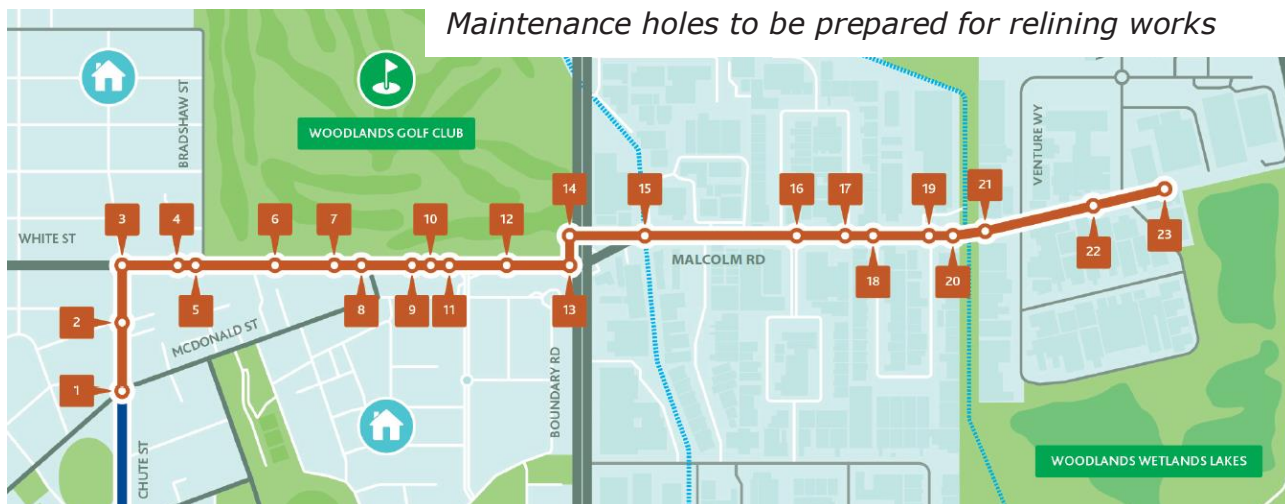 Maintenance holes to be prepared for relining works
BRADSHAW ST
WOODLANDS GOLF CLUB
VENTURE WY
14
15
16
17
19
21
3
4
6
7
10
12
WHITE ST
MALCOLM RD
22
23
2
5
8
9
11
13
18
20
MCDONALD ST
1
BOUNDARY RD
CHUTE ST
WOODLANDS WETLANDS LAKES